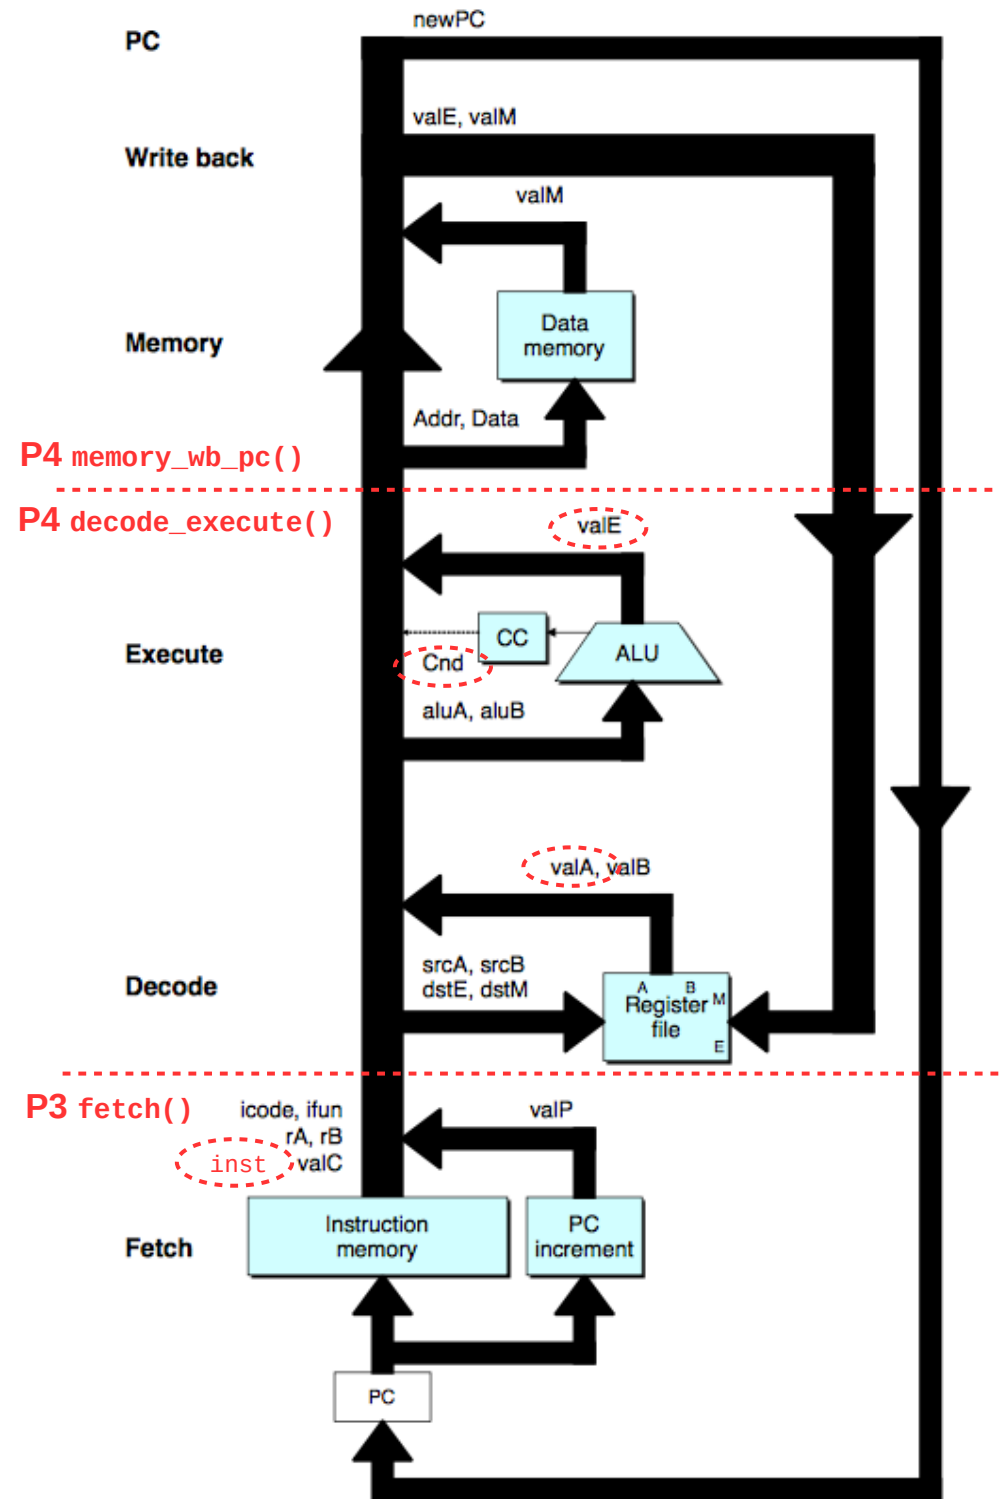 newPC
PC
valE, valM
Write back
valM
Data
memory
Memory
Addr, Data
P4 memory_wb_pc()
P4 decode_execute()
valE
CC
ALU
Execute
Cnd
aluA, aluB
valA, valB
srcA, srcB
dstE, dstM
Decode
A B
Register M
file
E
P3 fetch()
icode, ifun
rA, rB
inst valC
valP
Instruction
memory
PC
increment
Fetch
PC